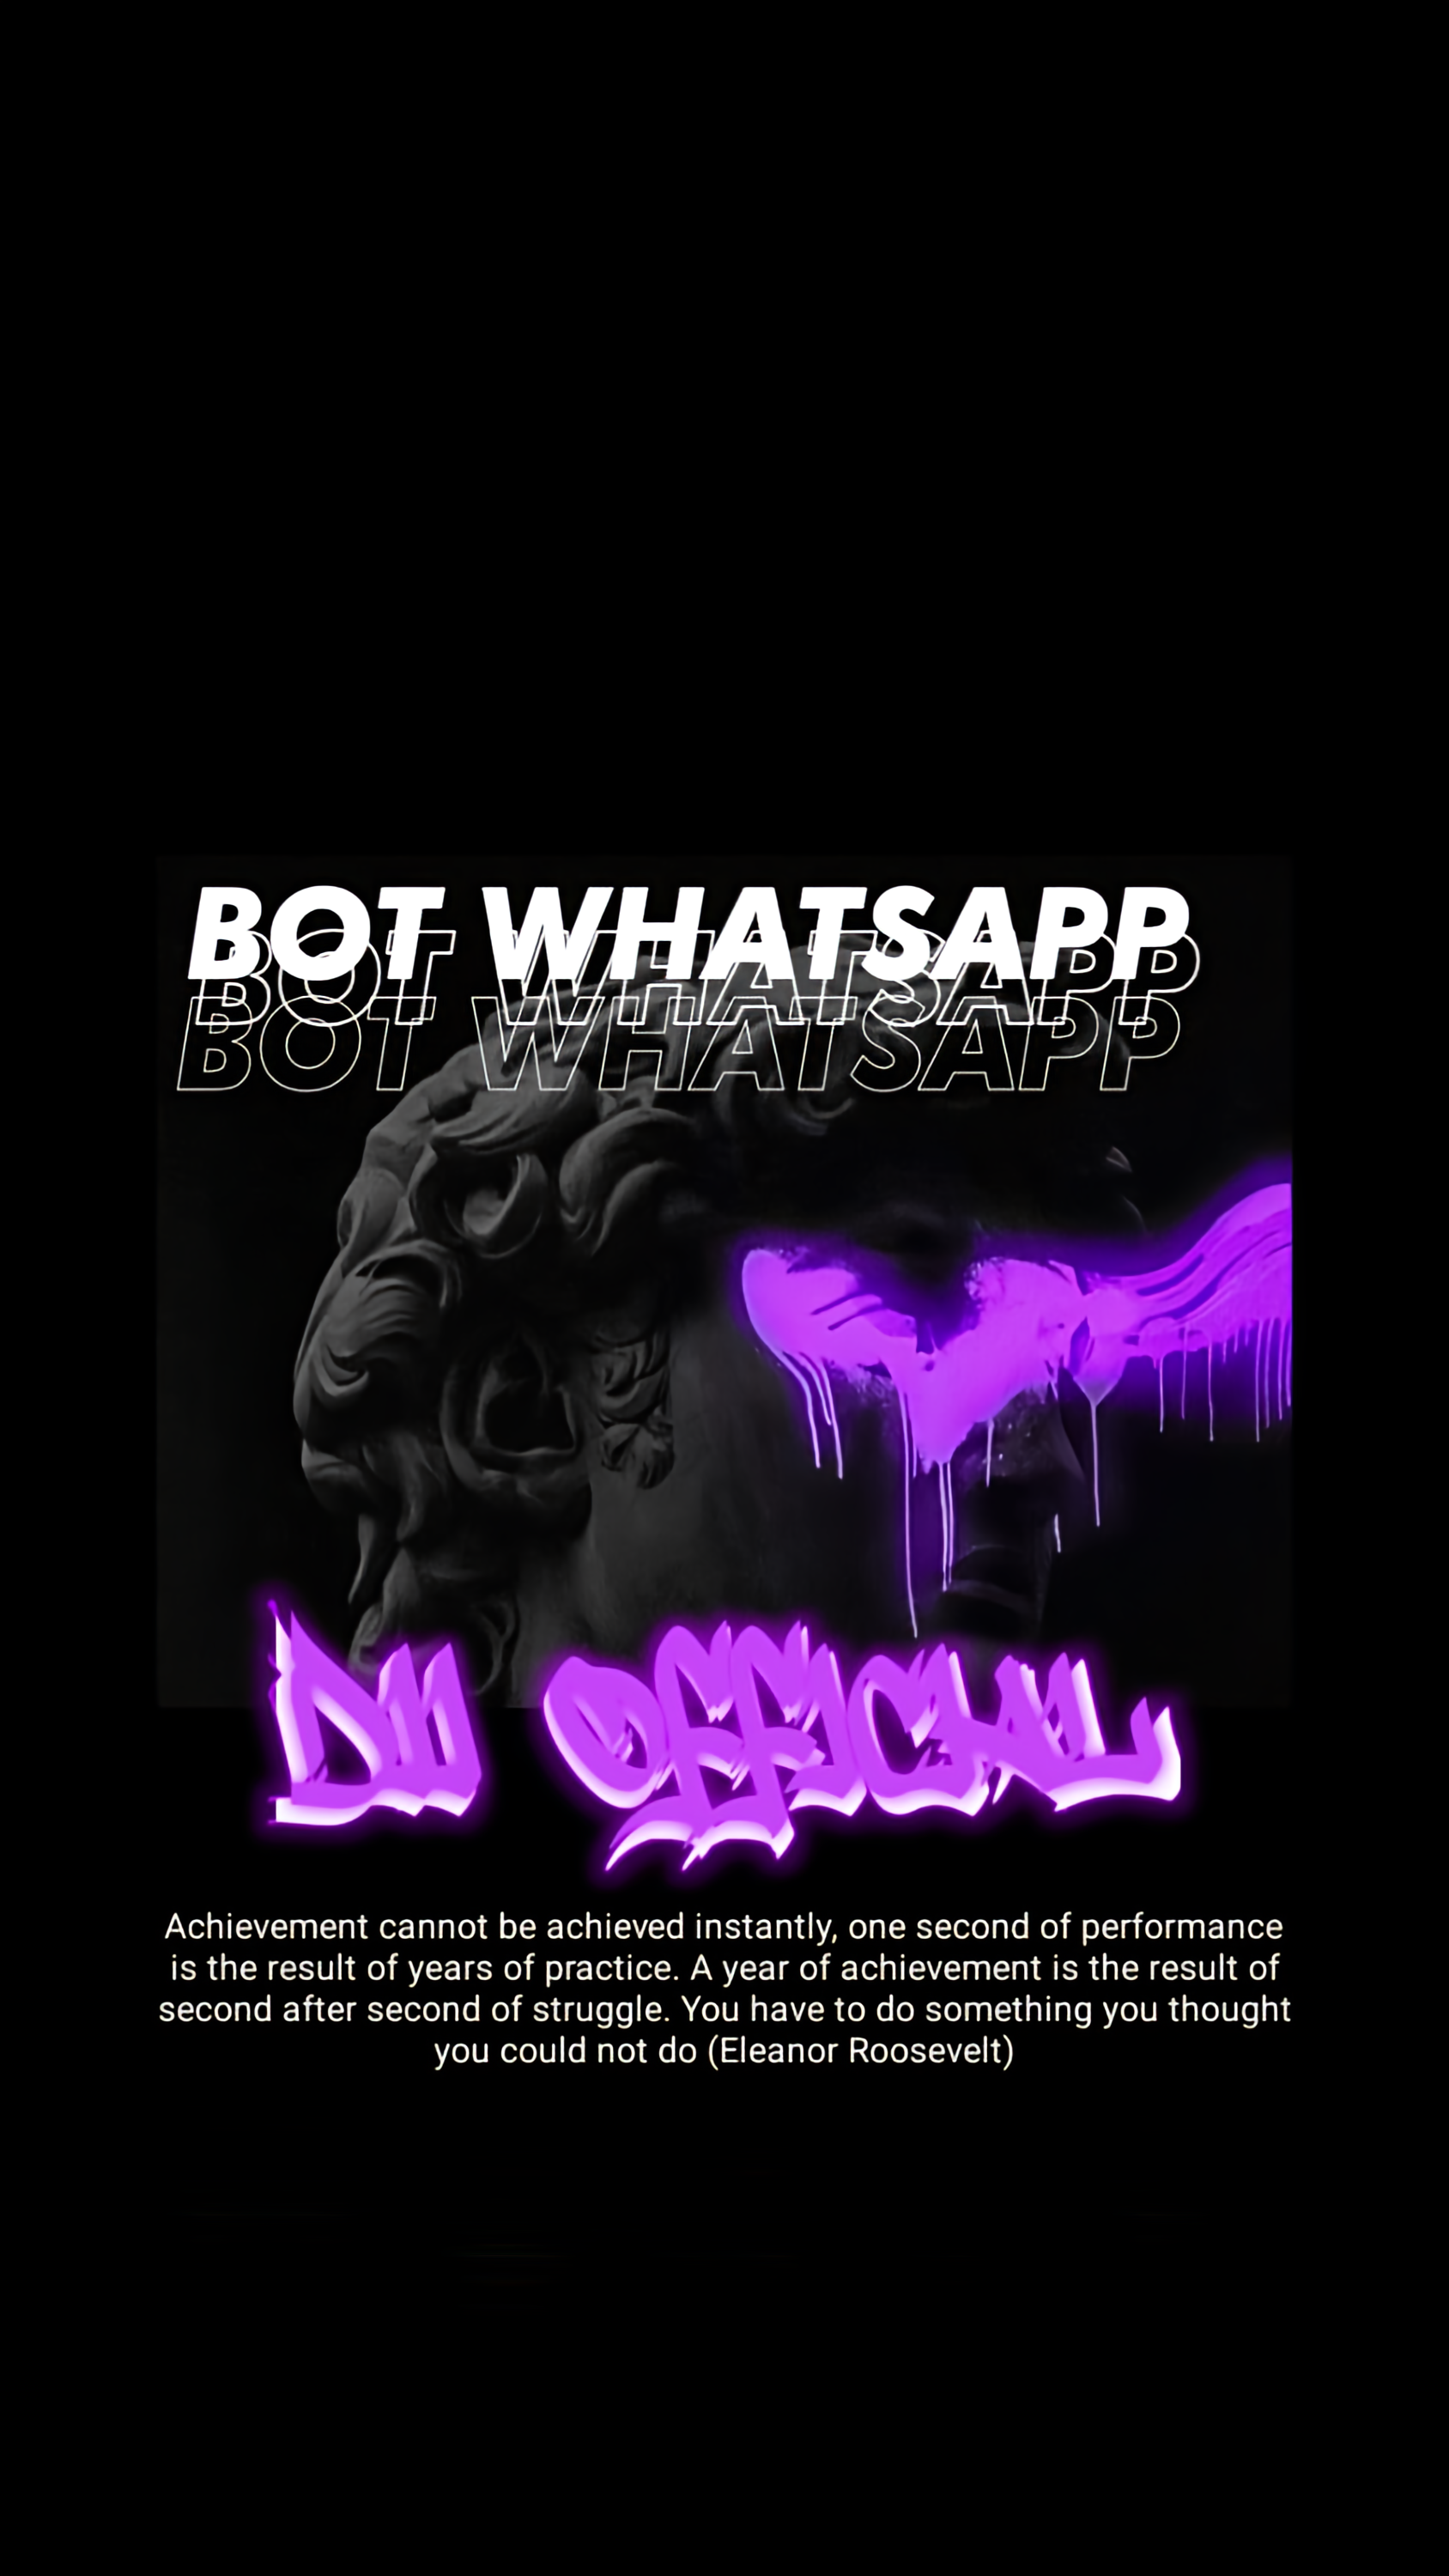 BOT WHATSAPP
BOT WHATSAPP
BOT WHATSAPP
DII OFFICIAL
Achievement cannot be achieved instantly, one second of performance
is the result of years of practice. A year of achievement is the result of
second after second of struggle. You have to do something you thought
you could not do (Eleanor Roosevelt)